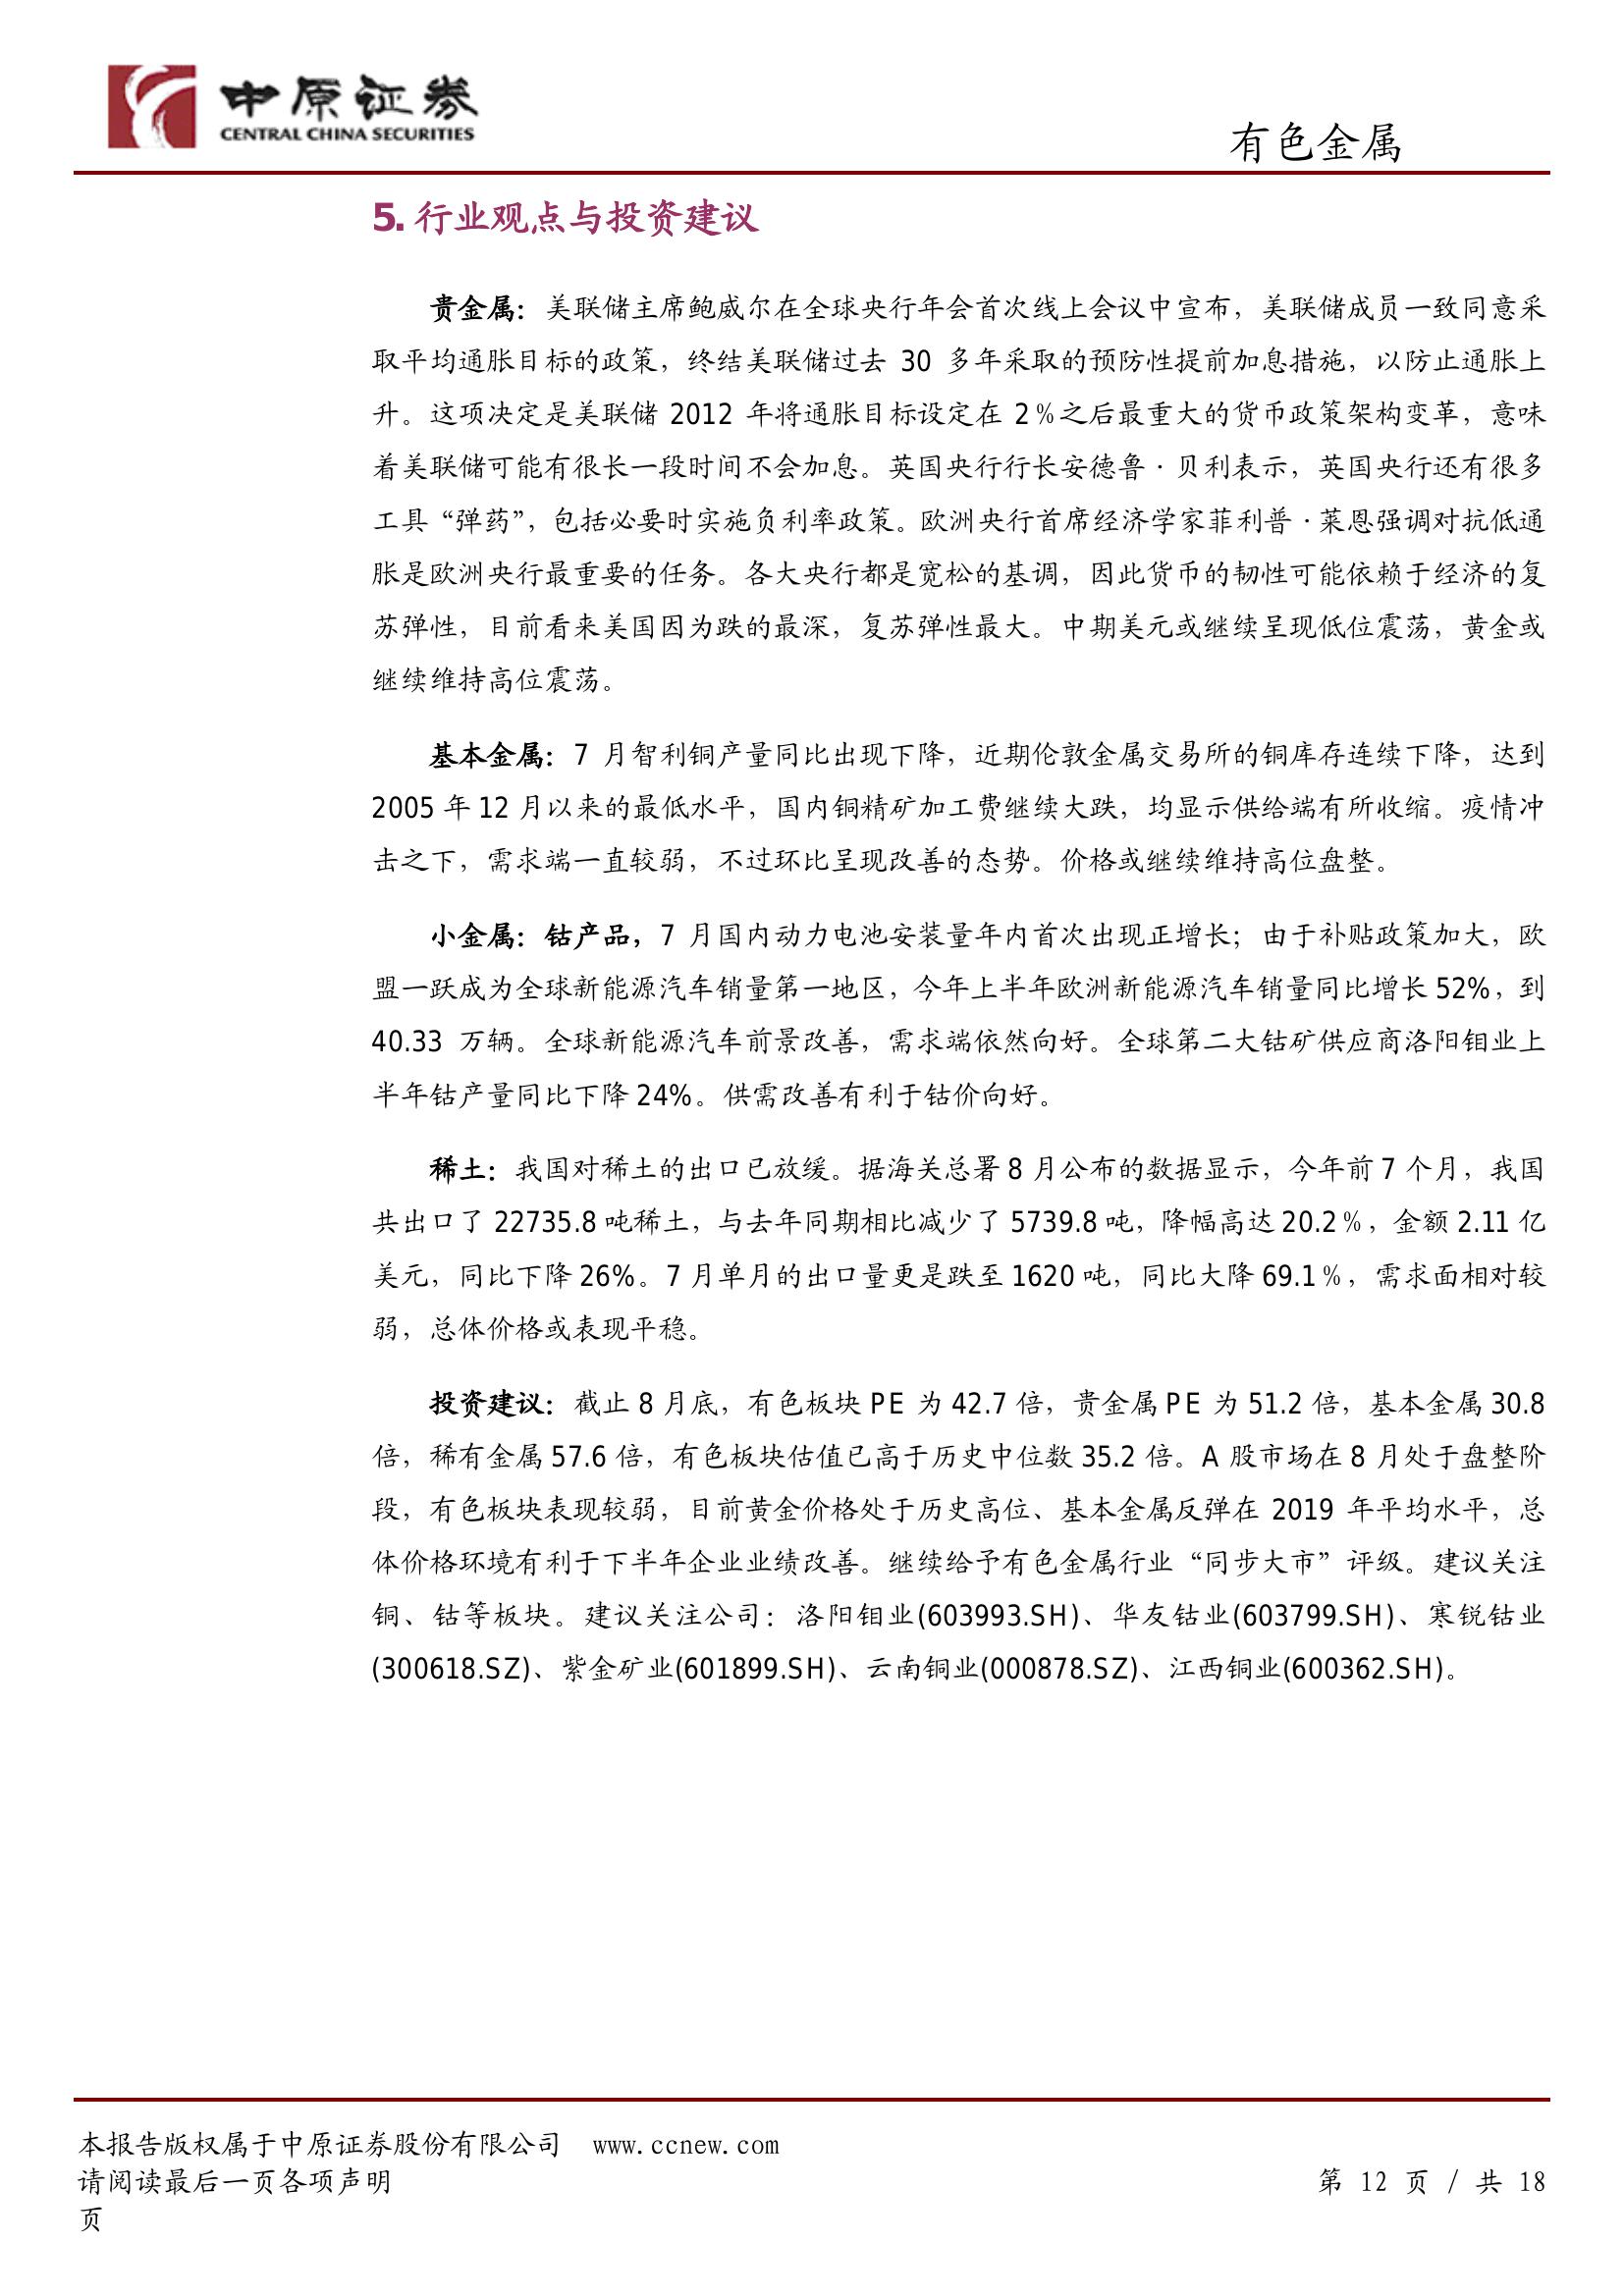 中原证券
CENTRAL CHINA SECURITIES
有色金属
5. 行业观点与投资建议
贵金属：美联储主席鲍威尔在全球央行年会首次线上会议中宣布，美联储成员一致同意采
取平均通胀目标的政策，终结美联储过去 30 多年采取的预防性提前加息措施，以防止通胀上
升。这项决定是美联储 2012 年将通胀目标设定在 2％之后最重大的货币政策架构变革，意味
着美联储可能有很长一段时间不会加息。英国央行行长安德鲁·贝利表示，英国央行还有很多
工具“弹药”，包括必要时实施负利率政策。欧洲央行首席经济学家菲利普·莱恩强调对抗低通
胀是欧洲央行最重要的任务。各大央行都是宽松的基调，因此货币的韧性可能依赖于经济的复
苏弹性，目前看来美国因为跌的最深，复苏弹性最大。中期美元或继续呈现低位震荡，黄金或
继续维持高位震荡。
基本金属：7 月智利铜产量同比出现下降，近期伦敦金属交易所的铜库存连续下降，达到
2005 年 12 月以来的最低水平，国内铜精矿加工费继续大跌，均显示供给端有所收缩。疫情冲
击之下，需求端一直较弱，不过环比呈现改善的态势。价格或继续维持高位盘整。
小金属：钴产品，7 月国内动力电池安装量年内首次出现正增长；由于补贴政策加大，欧
盟一跃成为全球新能源汽车销量第一地区，今年上半年欧洲新能源汽车销量同比增长 52%，到
40.33 万辆。全球新能源汽车前景改善，需求端依然向好。全球第二大钴矿供应商洛阳钼业上
半年钴产量同比下降 24%。供需改善有利于钴价向好。
稀土：我国对稀土的出口已放缓。据海关总署 8 月公布的数据显示，今年前 7 个月，我国
共出口了 22735.8 吨稀土，与去年同期相比减少了 5739.8 吨，降幅高达 20.2％，金额 2.11 亿
美元，同比下降 26%。7 月单月的出口量更是跌至 1620 吨，同比大降 69.1％，需求面相对较
弱，总体价格或表现平稳。
投资建议：截止 8 月底，有色板块 PE 为 42.7 倍，贵金属 PE 为 51.2 倍，基本金属 30.8
倍，稀有金属 57.6 倍，有色板块估值已高于历史中位数 35.2 倍。A 股市场在 8 月处于盘整阶
段，有色板块表现较弱，目前黄金价格处于历史高位、基本金属反弹在 2019 年平均水平，总
体价格环境有利于下半年企业业绩改善。继续给予有色金属行业“同步大市”评级。建议关注
铜、钴等板块。建议关注公司：洛阳钼业(603993.SH)、华友钴业(603799.SH)、寒锐钴业
(300618.SZ)、紫金矿业(601899.SH)、云南铜业(000878.SZ)、江西铜业(600362.SH)。
本报告版权属于中原证券股份有限公司 www.ccnew.com
请阅读最后一页各项声明 第 12 页 / 共 18
页